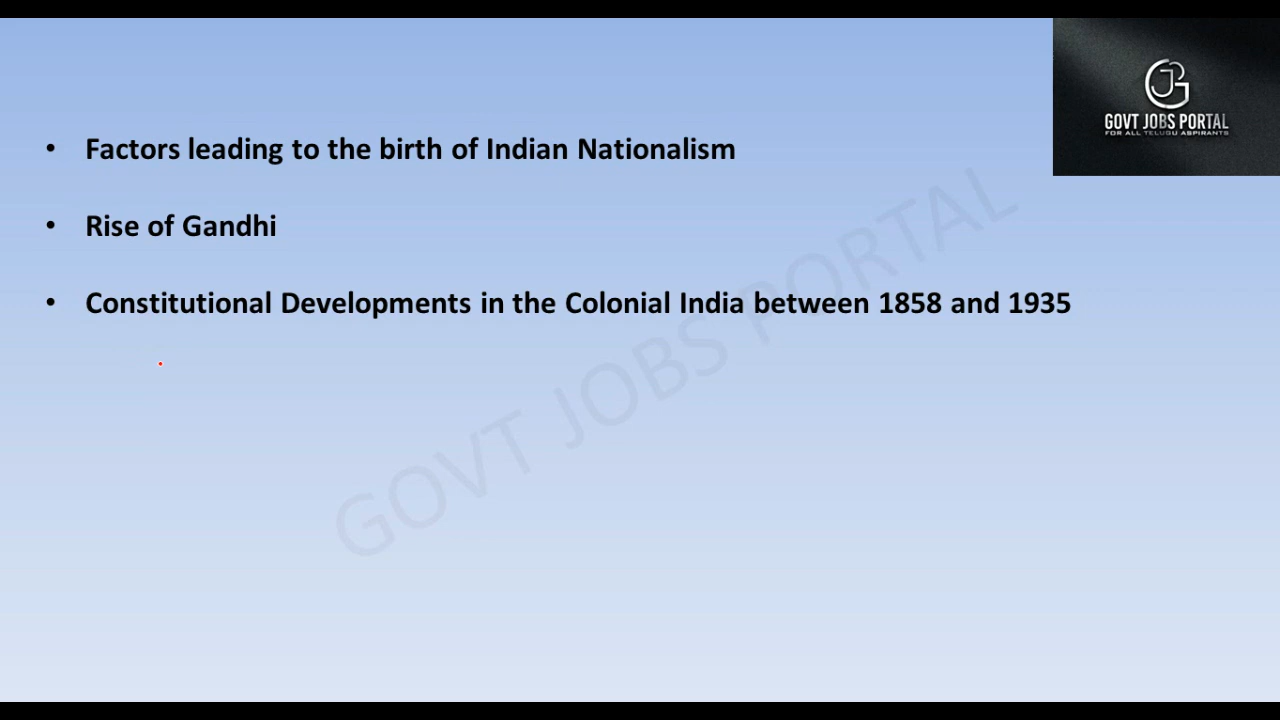 GOVT JOBS PORTAL
FOR ALL TELUGU ASPIRANTS
• Factors leading to the birth of Indian Nationalism
• Rise of Gandhi
• Constitutional Developments in the Colonial India between 1858 and 1935
GOVT JOBS PORTAL